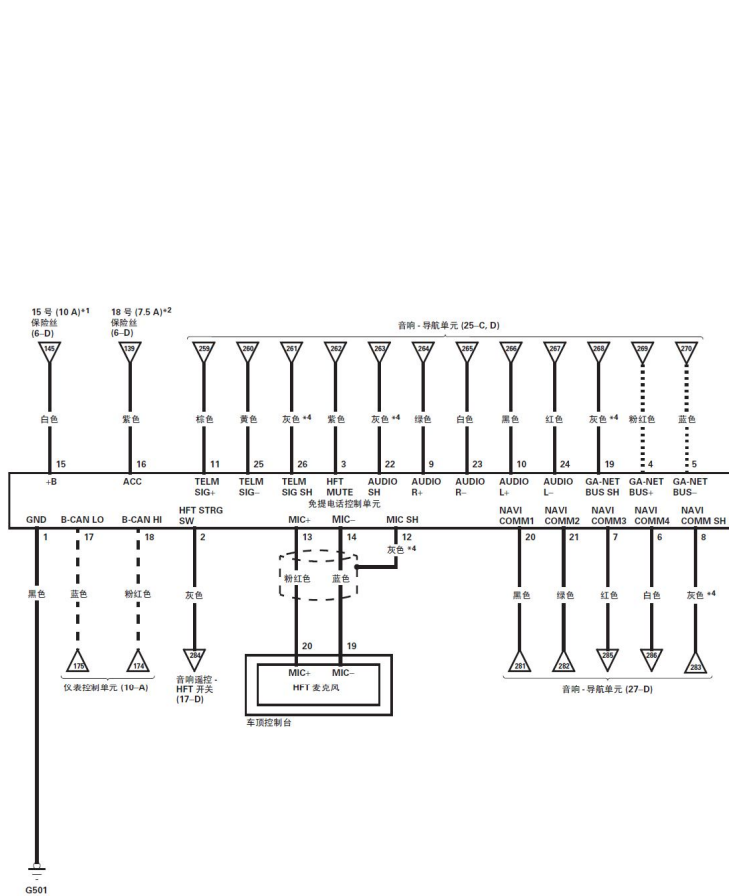 15 号 (10 A)*1 18 号 (7.5 A)*2
保险丝 保险丝
(6–D) (6–D)
音响 - 导航单元 (25–C, D)
145 139 259 260 261 262 263 264 265 266 267 268 269 270
白色 紫色 棕色 黄色 灰色 *4 紫色 灰色 *4 绿色 白色 黑色 红色 灰色 *4 粉红色 蓝色
15 16 11 25 26 3 22 9 23 10 24 19 4 5
+B ACC TELM TELM TELM HFT AUDIO AUDIO AUDIO AUDIO AUDIO GA-NET GA-NET GA-NET
SIG+ SIG– SIG SH MUTE SH R+ R– L+ L– BUS SH BUS+ BUS–
免提电话控制单元
GND B-CAN LO B-CAN HI HFT STRG SW MIC+ MIC– MIC SH NAVI COMM1 NAVI COMM2 NAVI COMM3 NAVI COMM4 NAVI COMM SH
1 17 18 2 13 14 12 20 21 7 6 8
灰色 *4
粉红色 蓝色
黑色 蓝色 粉红色 灰色 黑色 绿色 红色 白色 灰色 *4
20 19
175 174 284 281 282 285 286 283
MIC+ MIC–
仪表控制单元 (10–A)
音响遥控 -
HFT 开关
(17–D)
HFT 麦克风
音响 - 导航单元 (27–D)
车顶控制台
G501